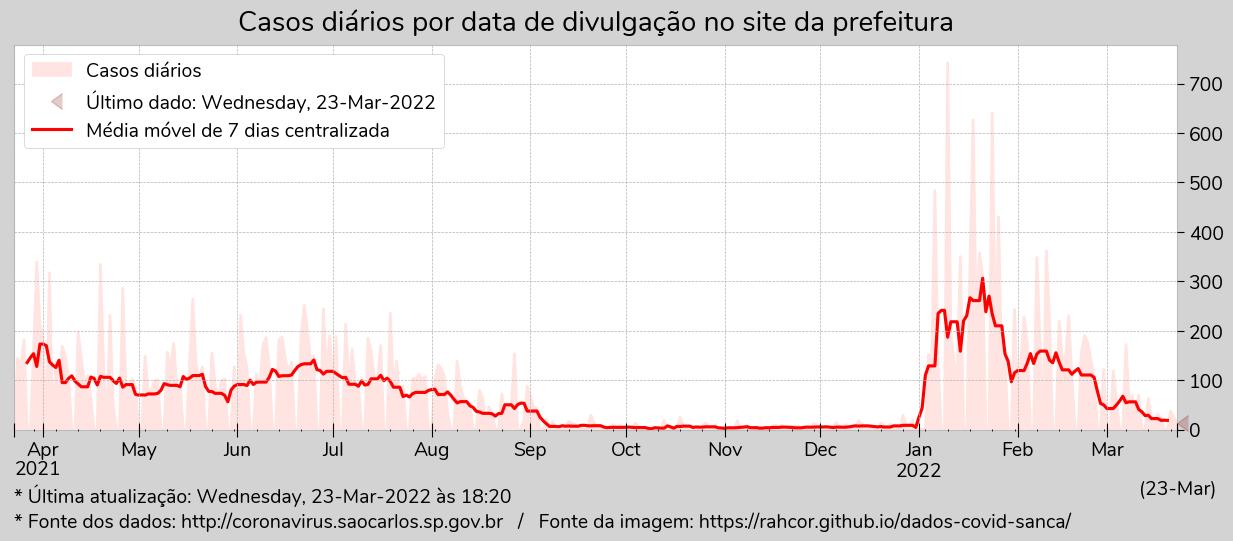 Casos diários por data de divulgação no site da prefeitura
Casos diários
Último dado: Wednesday, 23-Mar-2022
Média móvel de 7 dias centralizada
700
600
500
400
300
200
100
0
Apr May Jun Jul Aug Sep Oct Nov Dec Jan Feb Mar
2021 2022
(23-Mar)
* Última atualização: Wednesday, 23-Mar-2022 às 18:20
* Fonte dos dados: http://coronavirus.saocarlos.sp.gov.br / Fonte da imagem: https://rahcor.github.io/dados-covid-sanca/